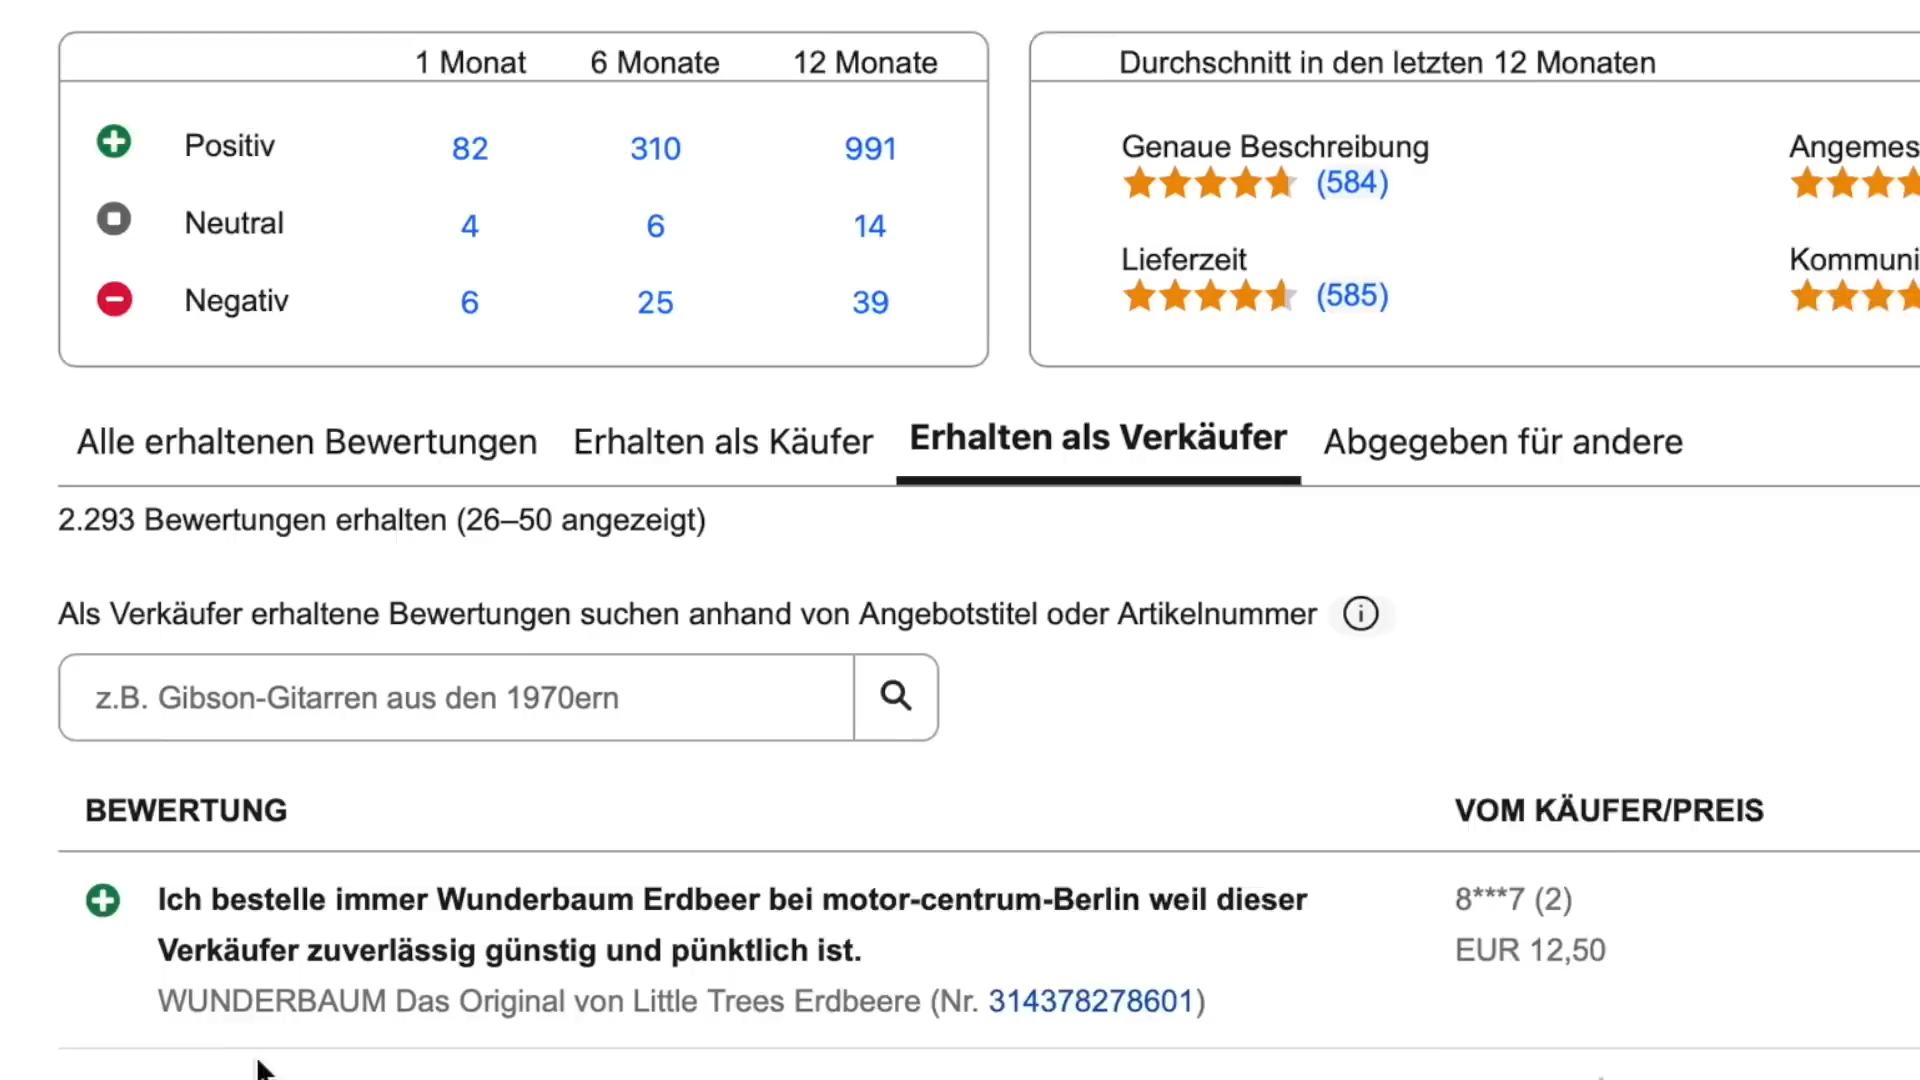 1 Monat 6 Monate 12 Monate
Positiv 82 310 991
Neutral 4 6 14
Negativ 6 25 39
Durchschnitt in den letzten 12 Monaten
Genaue Beschreibung
(584)
Angemes
Lieferzeit
(585)
Kommuni
Alle erhaltenen Bewertungen Erhalten als Käufer Erhalten als Verkäufer Abgegeben für andere
2.293 Bewertungen erhalten (26–50 angezeigt)
Als Verkäufer erhaltene Bewertungen suchen anhand von Angebotstitel oder Artikelnummer
z.B. Gibson-Gitarren aus den 1970ern
BEWERTUNG VOM KÄUFER/PREIS
Ich bestelle immer Wunderbaum Erdbeer bei motor-centrum-Berlin weil dieser
Verkäufer zuverlässig günstig und pünktlich ist.
WUNDERBAUM Das Original von Little Trees Erdbeere (Nr. 314378278601)
8***7 (2)
EUR 12,50